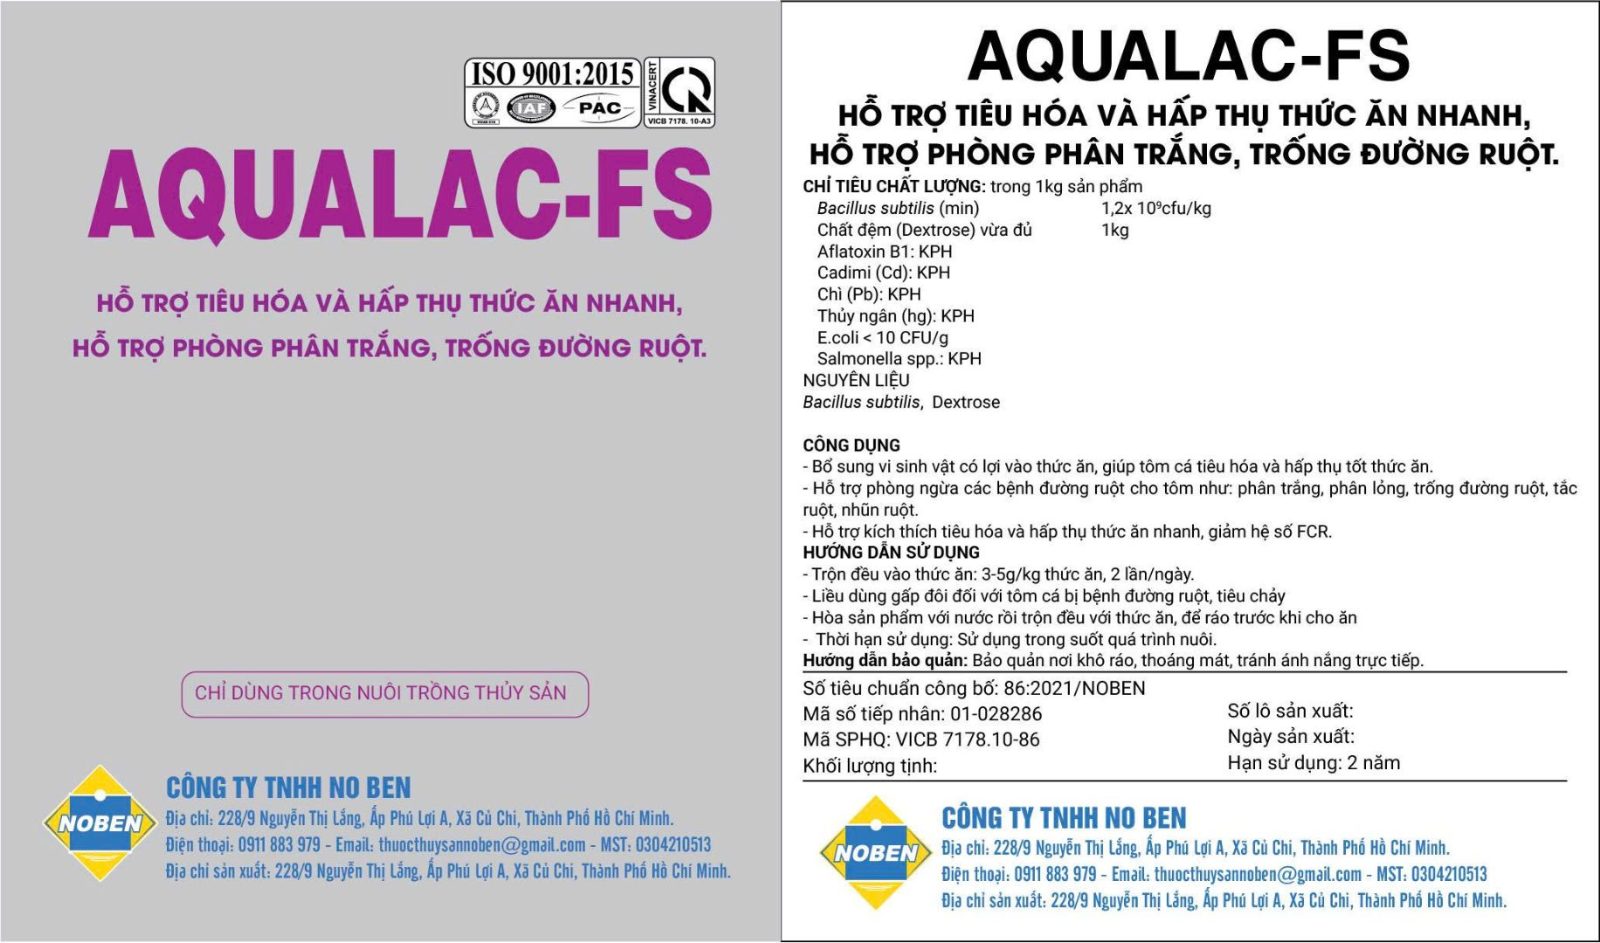 ISO 9001:2015
IAF
PAC
VINACERT
VICB 7178. 10-A3
AQUALAC-FS
HỖ TRỢ TIÊU HÓA VÀ HẤP THỤ THỨC ĂN NHANH,
HỖ TRỢ PHÒNG PHÂN TRẮNG, TRỐNG ĐƯỜNG RUỘT.
CHỈ DÙNG TRONG NUÔI TRỒNG THỦY SẢN
NOBEN
CÔNG TY TNHH NO BEN
Địa chỉ: 228/9 Nguyễn Thị Lắng, Ấp Phú Lợi A, Xã Củ Chi, Thành Phố Hồ Chí Minh.
Điện thoại: 0911 883 979 - Email: thuocthuysannoben@gmail.com - MST: 0304210513
Địa chỉ sản xuất: 228/9 Nguyễn Thị Lắng, Ấp Phú Lợi A, Xã Củ Chi, Thành Phố Hồ Chí Minh.
AQUALAC-FS
HỖ TRỢ TIÊU HÓA VÀ HẤP THỤ THỨC ĂN NHANH,
HỖ TRỢ PHÒNG PHÂN TRẮNG, TRỐNG ĐƯỜNG RUỘT.
CHỈ TIÊU CHẤT LƯỢNG: trong 1kg sản phẩm
Bacillus subtilis (min) 1,2x 10⁹cfu/kg
Chất đệm (Dextrose) vừa đủ 1kg
Aflatoxin B1: KPH
Cadimi (Cd): KPH
Chì (Pb): KPH
Thủy ngân (hg): KPH
E.coli < 10 CFU/g
Salmonella spp.: KPH
NGUYÊN LIỆU
Bacillus subtilis, Dextrose
CÔNG DỤNG
- Bổ sung vi sinh vật có lợi vào thức ăn, giúp tôm cá tiêu hóa và hấp thụ tốt thức ăn.
- Hỗ trợ phòng ngừa các bệnh đường ruột cho tôm như: phân trắng, phân lỏng, trống đường ruột, tắc
ruột, nhũn ruột.
- Hỗ trợ kích thích tiêu hóa và hấp thụ thức ăn nhanh, giảm hệ số FCR.
HƯỚNG DẪN SỬ DỤNG
- Trộn đều vào thức ăn: 3-5g/kg thức ăn, 2 lần/ngày.
- Liều dùng gấp đôi đối với tôm cá bị bệnh đường ruột, tiêu chảy
- Hòa sản phẩm với nước rồi trộn đều với thức ăn, để ráo trước khi cho ăn
- Thời hạn sử dụng: Sử dụng trong suốt quá trình nuôi.
Hướng dẫn bảo quản: Bảo quản nơi khô ráo, thoáng mát, tránh ánh nắng trực tiếp.
Số tiêu chuẩn công bố: 86:2021/NOBEN
Mã số tiếp nhân: 01-028286
Mã SPHQ: VICB 7178.10-86
Khối lượng tịnh:
Số lô sản xuất:
Ngày sản xuất:
Hạn sử dụng: 2 năm
NOBEN
CÔNG TY TNHH NO BEN
Địa chỉ: 228/9 Nguyễn Thị Lắng, Ấp Phú Lợi A, Xã Củ Chi, Thành Phố Hồ Chí Minh.
Điện thoại: 0911 883 979 - Email: thuocthuysannoben@gmail.com - MST: 0304210513
Địa chỉ sản xuất: 228/9 Nguyễn Thị Lắng, Ấp Phú Lợi A, Xã Củ Chi, Thành Phố Hồ Chí Minh.